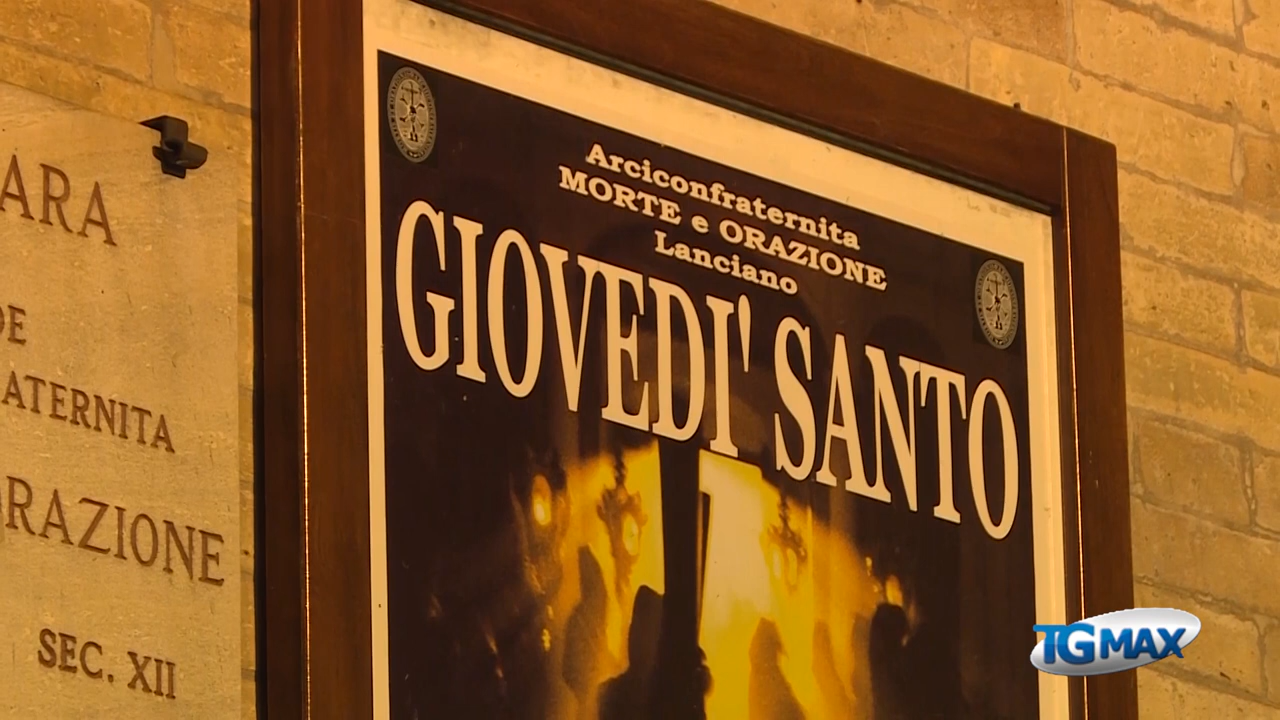 ARA
DE
ATERNITA
ORAZIONE
SEC. XII
Arciconfraternita
MORTE e ORAZIONE
Lanciano
GIOVEDI' SANTO
TGMAX